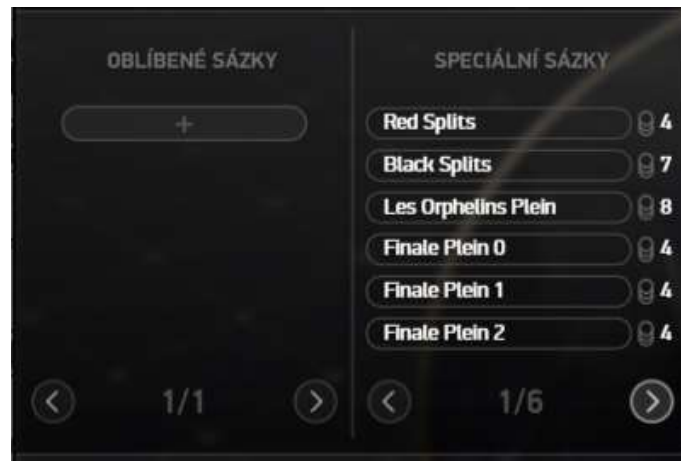 OBLÍBENÉ SÁZKY
+
1/1
SPECIÁLNÍ SÁZKY
Red Splits 4
Black Splits 7
Les Orphelins Plein 8
Finale Plein 0 4
Finale Plein 1 4
Finale Plein 2 4
1/6